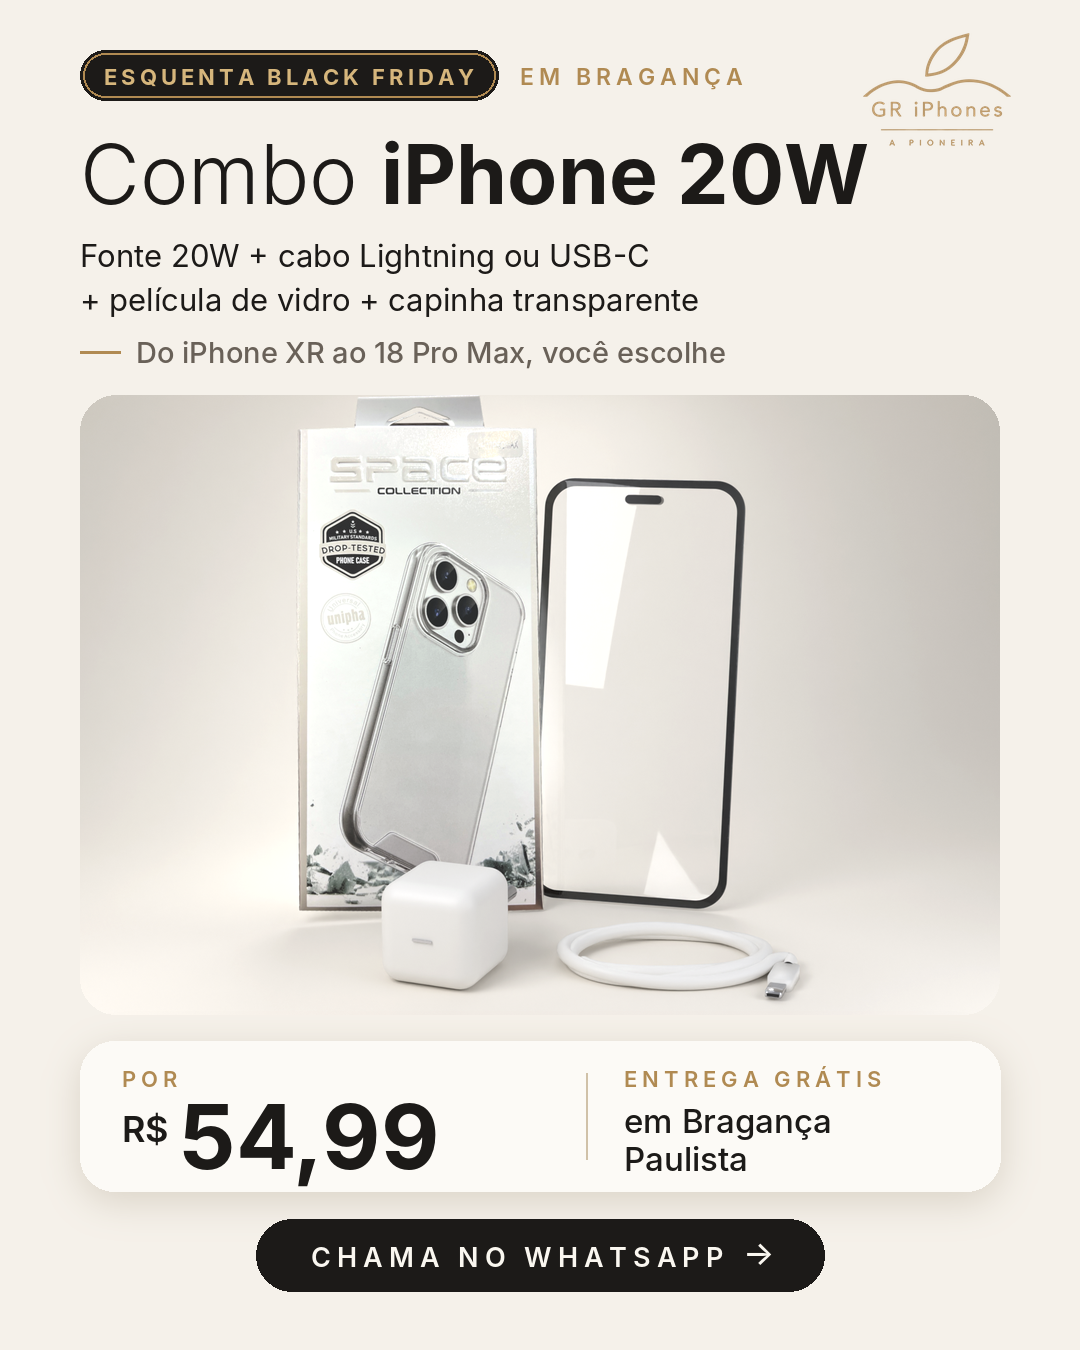 ESQUENTA BLACK FRIDAY
EM BRAGANÇA
GR iPhones
A PIONEIRA
Combo iPhone 20W
Fonte 20W + cabo Lightning ou USB-C
+ película de vidro + capinha transparente
Do iPhone XR ao 18 Pro Max, você escolhe
SPACE
COLLECTION
U.S
MILITARY STANDARDS
DROP-TESTED
PHONE CASE
unipha
POR
R$ 54,99
ENTREGA GRÁTIS
em Bragança
Paulista
CHAMA NO WHATSAPP →